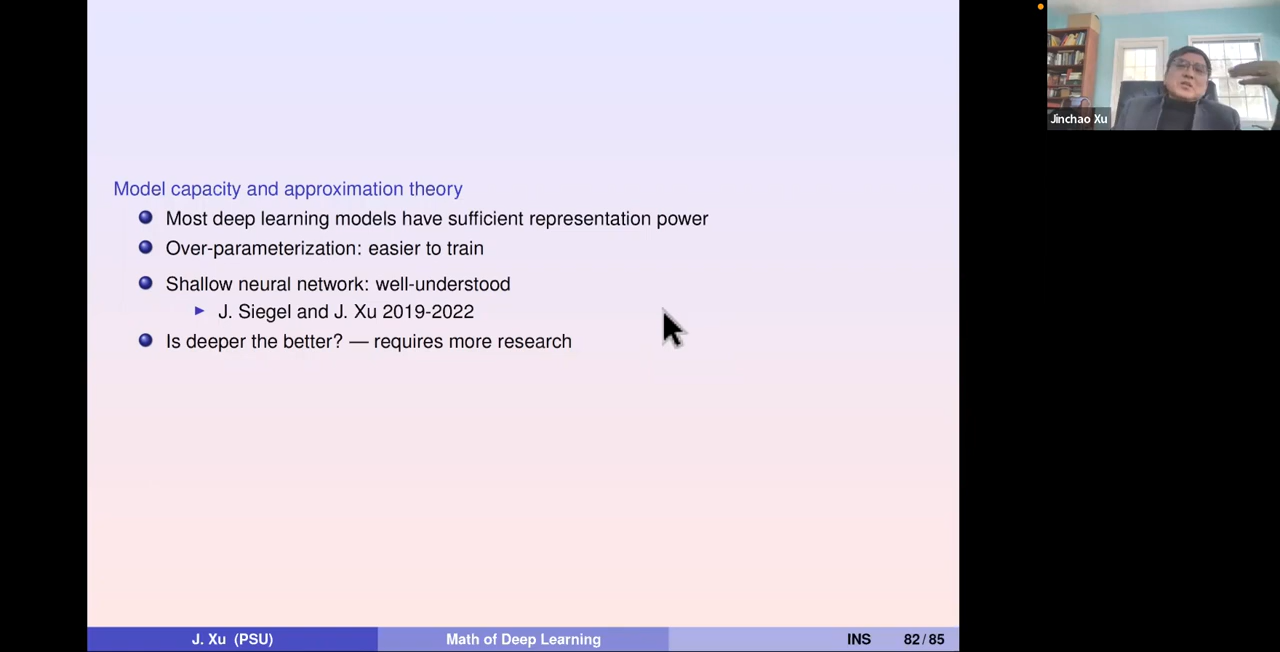 Jinchao Xu
Model capacity and approximation theory
Most deep learning models have sufficient representation power
Over-parameterization: easier to train
Shallow neural network: well-understood
J. Siegel and J. Xu 2019-2022
Is deeper the better? — requires more research
J. Xu (PSU)
Math of Deep Learning
INS 82 / 85